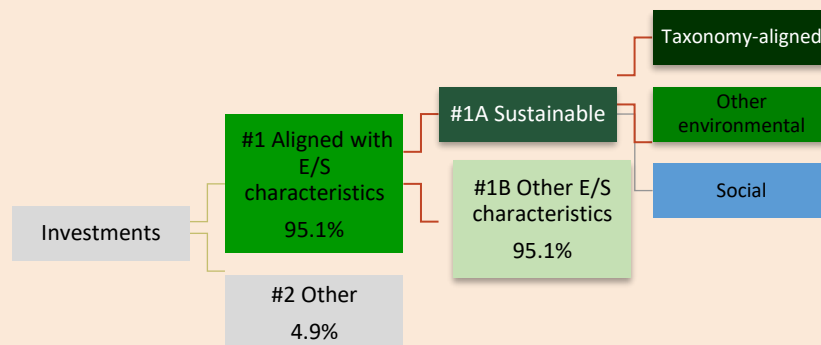 Taxonomy-aligned
#1A Sustainable
Other
environmental
#1 Aligned with
E/S
characteristics
95.1%
#1B Other E/S
characteristics
95.1%
Social
Investments
#2 Other
4.9%